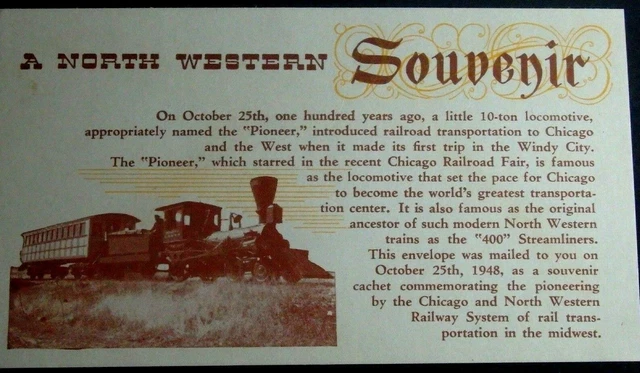 A NORTH WESTERN Souvenir
On October 25th, one hundred years ago, a little 10-ton locomotive,
appropriately named the "Pioneer," introduced railroad transportation to Chicago
and the West when it made its first trip in the Windy City.
The "Pioneer," which starred in the recent Chicago Railroad Fair, is famous
as the locomotive that set the pace for Chicago
to become the world's greatest transporta-
tion center. It is also famous as the original
ancestor of such modern North Western
trains as the "400" Streamliners.
This envelope was mailed to you on
October 25th, 1948, as a souvenir
cachet commemorating the pioneering
by the Chicago and North Western
Railway System of rail trans-
portation in the midwest.